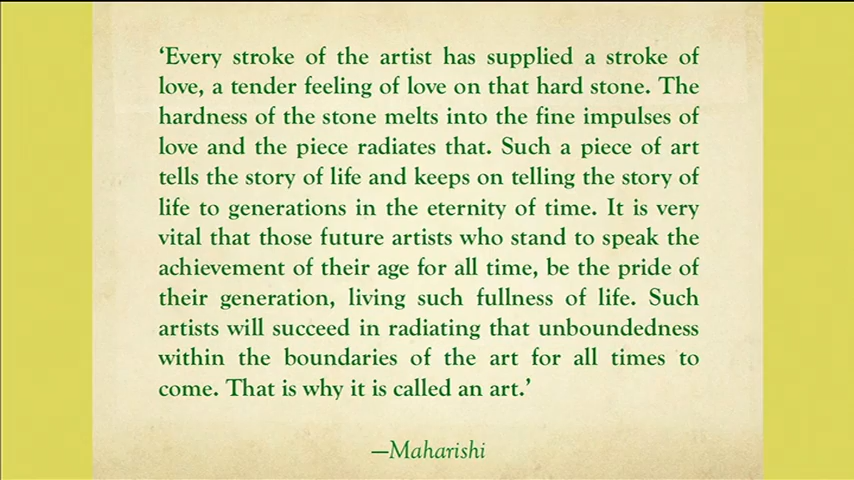 ‘Every stroke of the artist has supplied a stroke of
love, a tender feeling of love on that hard stone. The
hardness of the stone melts into the fine impulses of
love and the piece radiates that. Such a piece of art
tells the story of life and keeps on telling the story of
life to generations in the eternity of time. It is very
vital that those future artists who stand to speak the
achievement of their age for all time, be the pride of
their generation, living such fullness of life. Such
artists will succeed in radiating that unboundedness
within the boundaries of the art for all times to
come. That is why it is called an art.’
—Maharishi